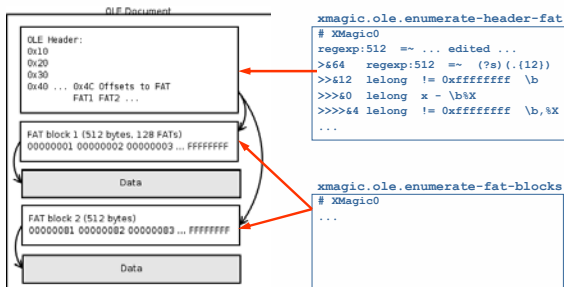 OLE Document
OLE Header:
0x10
0x20
0x30
0x40 ... 0x4C Offsets to FAT
FAT1 FAT2 ...
FAT block 1 (512 bytes, 128 FATs)
00000001 00000002 00000003 ... FFFFFFFF
Data
FAT block 2 (512 bytes)
00000081 00000082 00000083 ... FFFFFFFF
Data
xmagic.ole.enumerate-header-fat
# XMagic0
regexp:512 =~ ... edited ...
>&64 regexp:512 =~ (?s)(.{12})
>>&12 lelong != 0xffffffff \b
>>>&0 lelong x - \b%X
>>>>&4 lelong != 0xffffffff \b,%X
...
xmagic.ole.enumerate-fat-blocks
# XMagic0
...